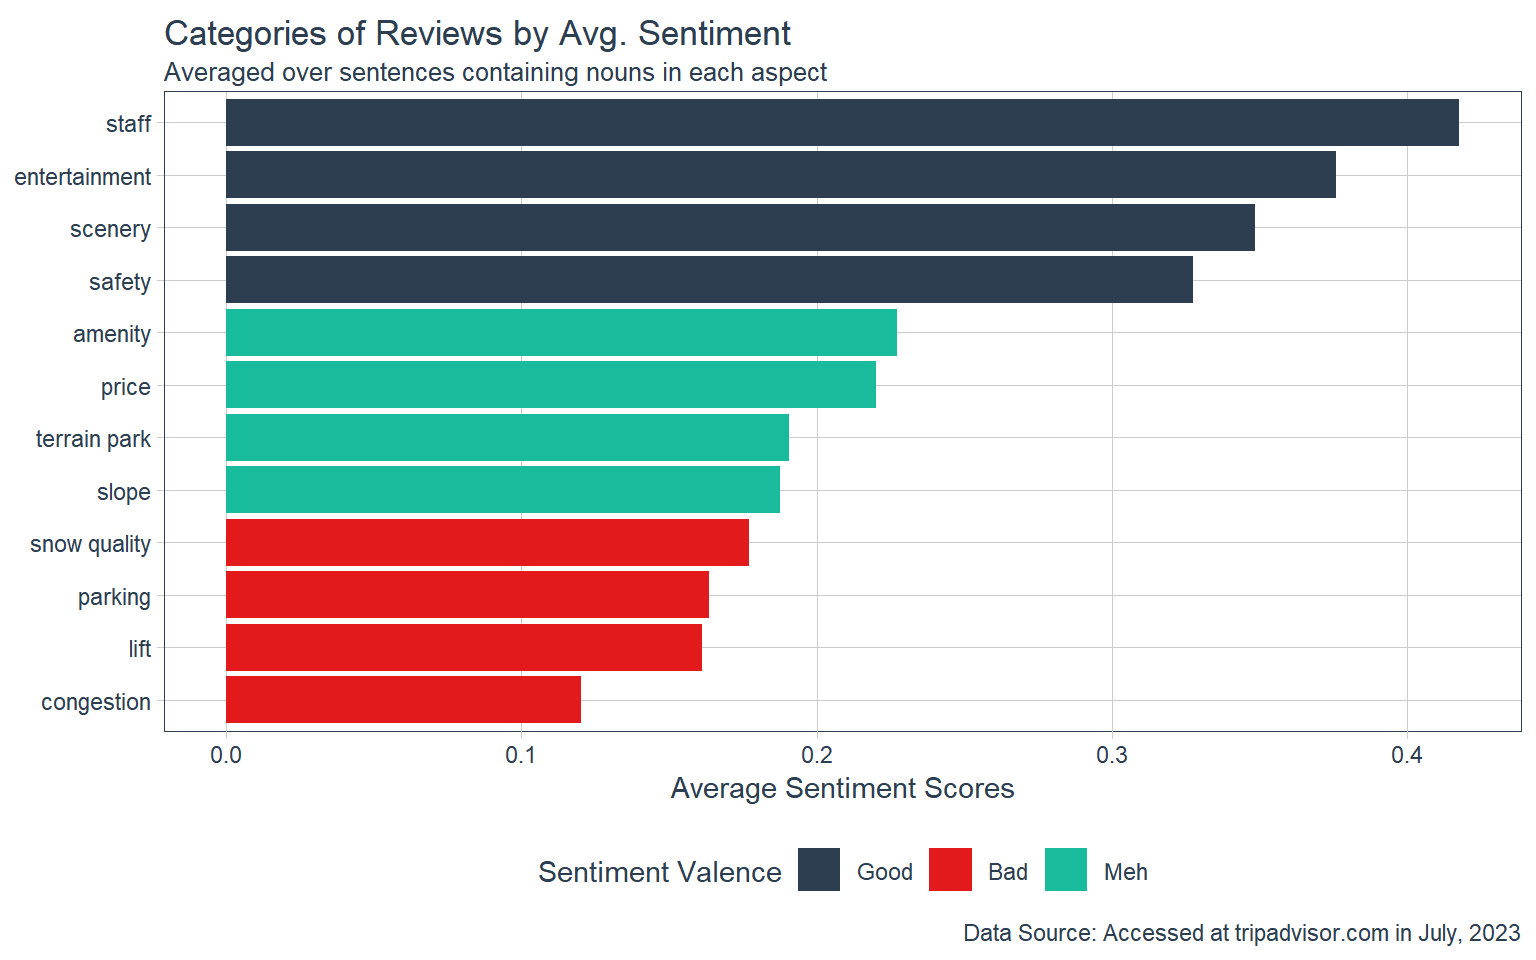 Categories of Reviews by Avg. Sentiment
Averaged over sentences containing nouns in each aspect
staff
entertainment
scenery
safety
amenity
price
terrain park
slope
snow quality
parking
lift
congestion
0.0 0.1 0.2 0.3 0.4
Average Sentiment Scores
Sentiment Valence Good Bad Meh
Data Source: Accessed at tripadvisor.com in July, 2023